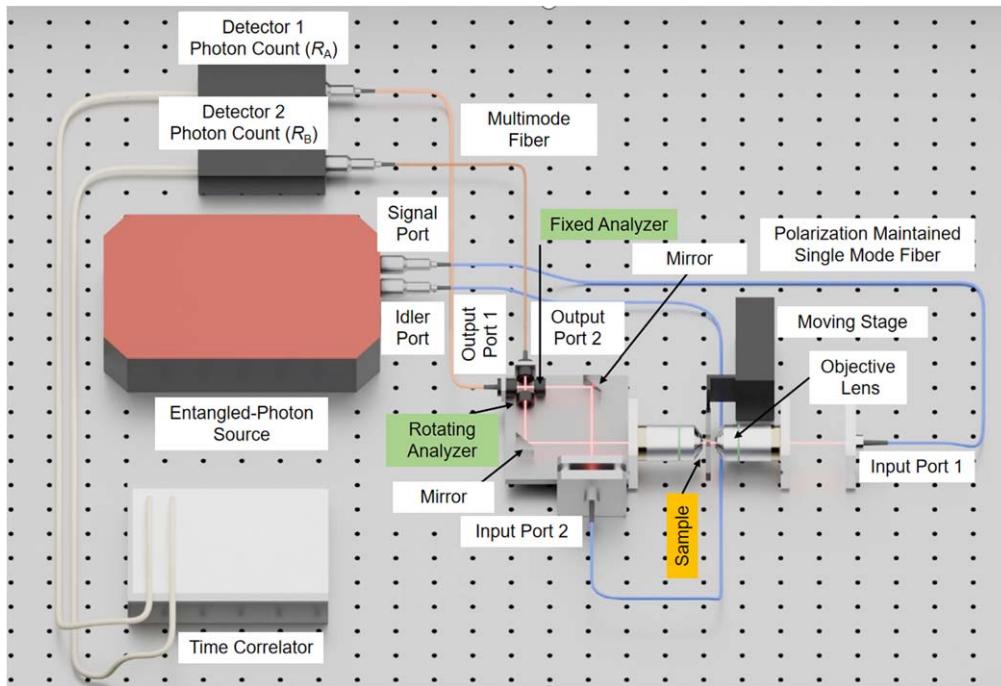 Detector 1
Photon Count (RA)
Detector 2
Photon Count (RB)
Multimode
Fiber
Signal
Port
Fixed Analyzer
Mirror
Polarization Maintained
Single Mode Fiber
Idler
Port
Output
Port 1
Output
Port 2
Moving Stage
Objective
Lens
Entangled-Photon
Source
Rotating
Analyzer
Mirror
Input Port 1
Input Port 2
Sample
Time Correlator